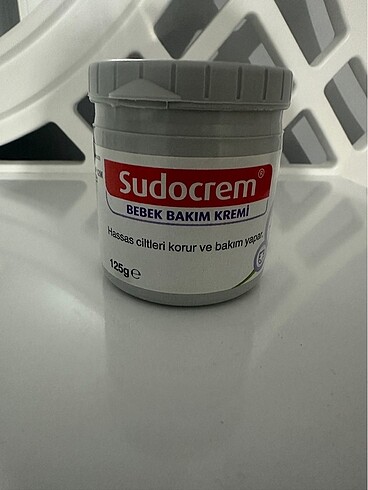 Sudocrem®
BEBEK BAKIM KREMİ
Hassas ciltleri korur ve bakım yapar.
125g ℮